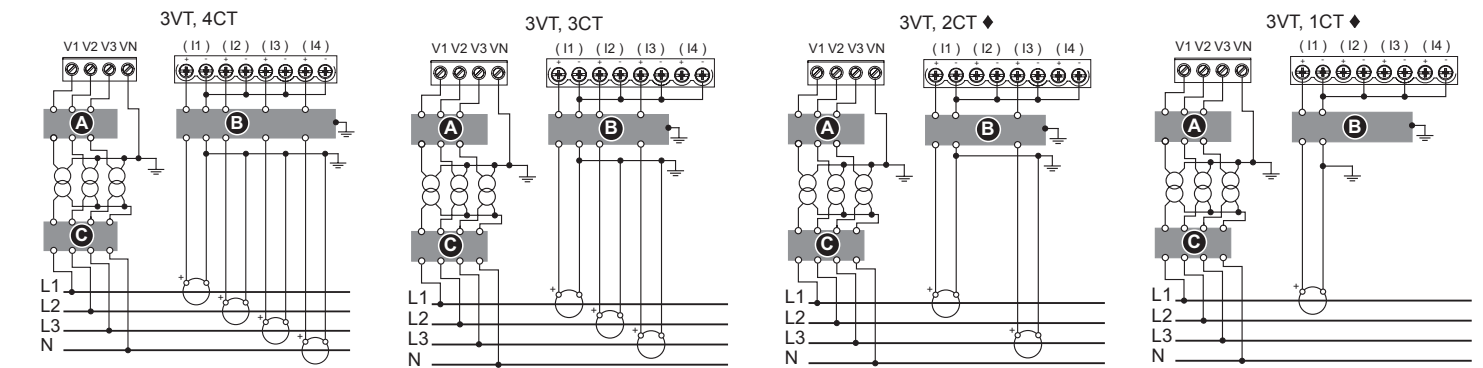 3VT, 4CT
V1 V2 V3 VN
( I1 ) ( I2 ) ( I3 ) ( I4 )
+ - + - + - + -
A
B
C
+
+
+
+
L1
L2
L3
N
3VT, 3CT
V1 V2 V3 VN
( I1 ) ( I2 ) ( I3 ) ( I4 )
+ - + - + - + -
A
B
C
+
+
+
L1
L2
L3
N
3VT, 2CT ♦
V1 V2 V3 VN
( I1 ) ( I2 ) ( I3 ) ( I4 )
+ - + - + - + -
A
B
C
+
+
L1
L2
L3
N
3VT, 1CT ♦
V1 V2 V3 VN
( I1 ) ( I2 ) ( I3 ) ( I4 )
+ - + - + - + -
A
B
C
+
L1
L2
L3
N